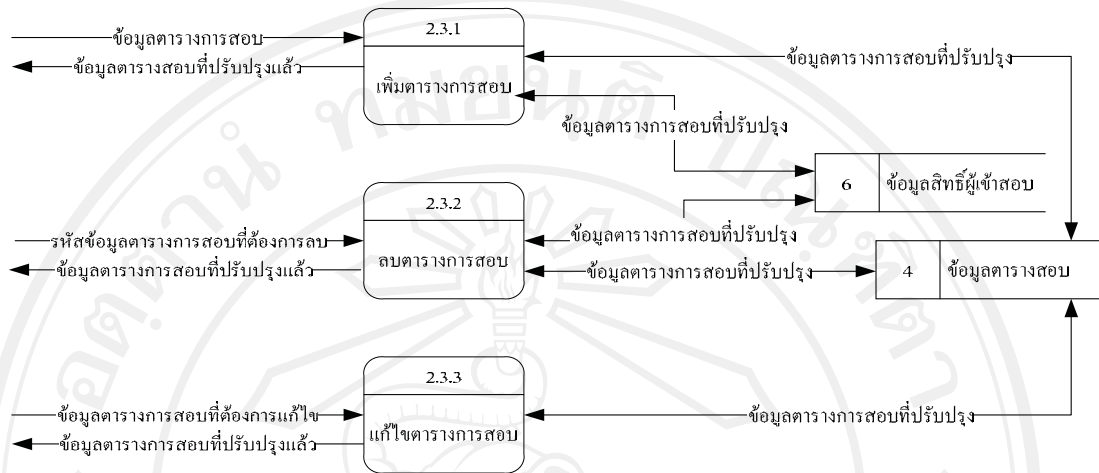 2.3.1
ข้อมูลตารางการสอบ
ข้อมูลตารางสอบที่ปรับปรุงแล้ว
เพิ่มตารางการสอบ
ข้อมูลตารางการสอบที่ปรับปรุง
ข้อมูลตารางการสอบที่ปรับปรุง
6
ข้อมูลสิทธิ์ผู้เข้าสอบ
2.3.2
รหัสข้อมูลตารางการสอบที่ต้องการลบ
ข้อมูลตารางการสอบที่ปรับปรุงแล้ว
ลบตารางการสอบ
ข้อมูลตารางการสอบที่ปรับปรุง
ข้อมูลตารางการสอบที่ปรับปรุง
4
ข้อมูลตารางสอบ
2.3.3
ข้อมูลตารางการสอบที่ต้องการแก้ไข
ข้อมูลตารางการสอบที่ปรับปรุงแล้ว
แก้ไขตารางการสอบ
ข้อมูลตารางการสอบที่ปรับปรุง